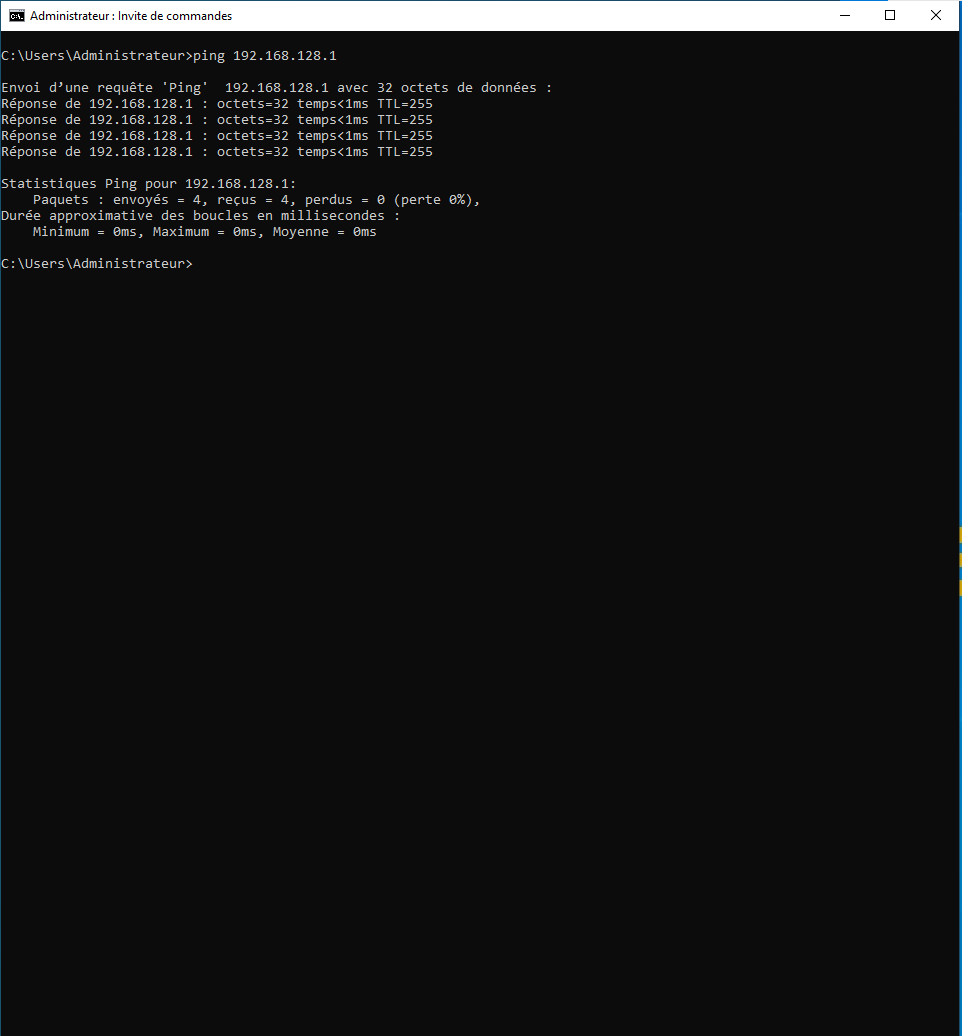 Administrateur : Invite de commandes
C:\Users\Administrateur>ping 192.168.128.1
Envoi d’une requête 'Ping'  192.168.128.1 avec 32 octets de données :
Réponse de 192.168.128.1 : octets=32 temps<1ms TTL=255
Réponse de 192.168.128.1 : octets=32 temps<1ms TTL=255
Réponse de 192.168.128.1 : octets=32 temps<1ms TTL=255
Réponse de 192.168.128.1 : octets=32 temps<1ms TTL=255
Statistiques Ping pour 192.168.128.1:
    Paquets : envoyés = 4, reçus = 4, perdus = 0 (perte 0%),
Durée approximative des boucles en millisecondes :
    Minimum = 0ms, Maximum = 0ms, Moyenne = 0ms
C:\Users\Administrateur>